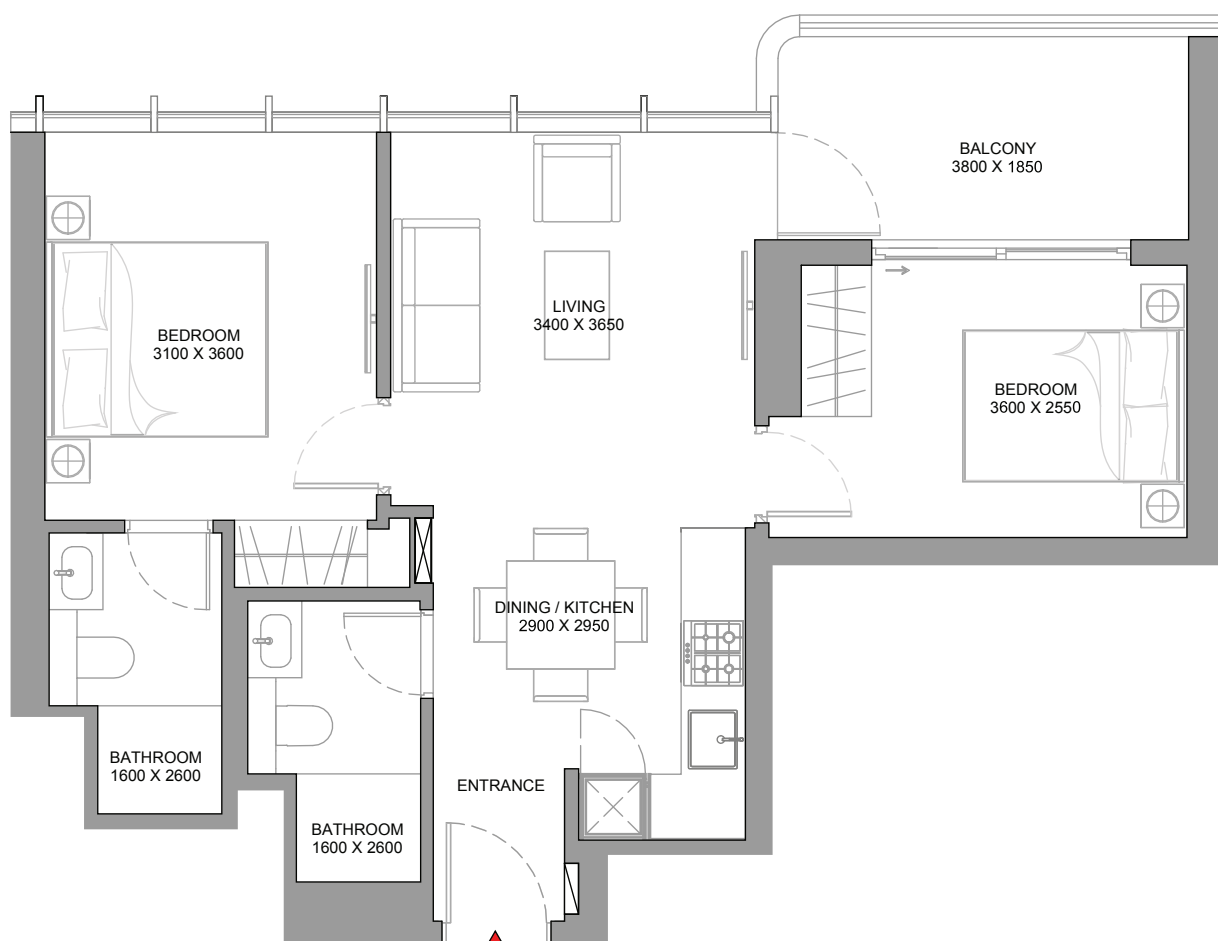 BALCONY
3800 X 1850
LIVING
3400 X 3650
BEDROOM
3100 X 3600
BEDROOM
3600 X 2550
DINING / KITCHEN
2900 X 2950
BATHROOM
1600 X 2600
ENTRANCE
BATHROOM
1600 X 2600